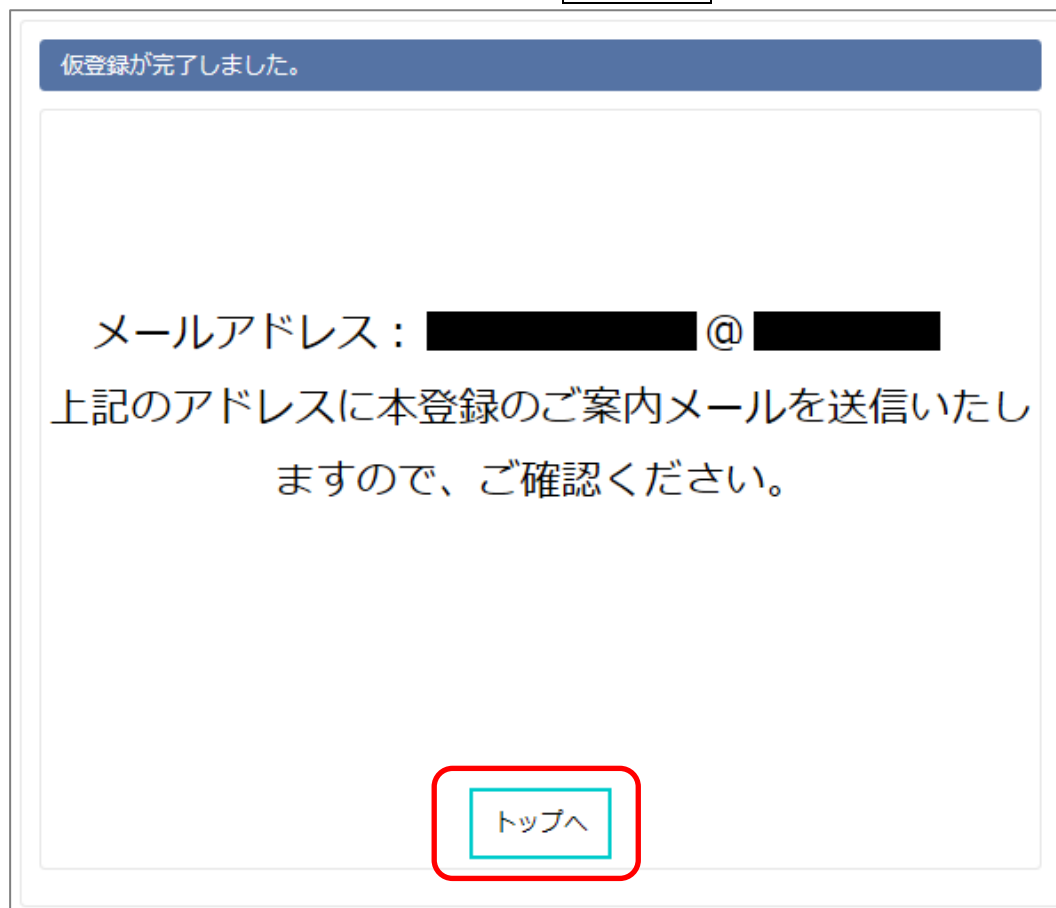 仮登録が完了しました。
メールアドレス：@
上記のアドレスに本登録のご案内メールを送信いたし
ますので、ご確認ください。
トップへ